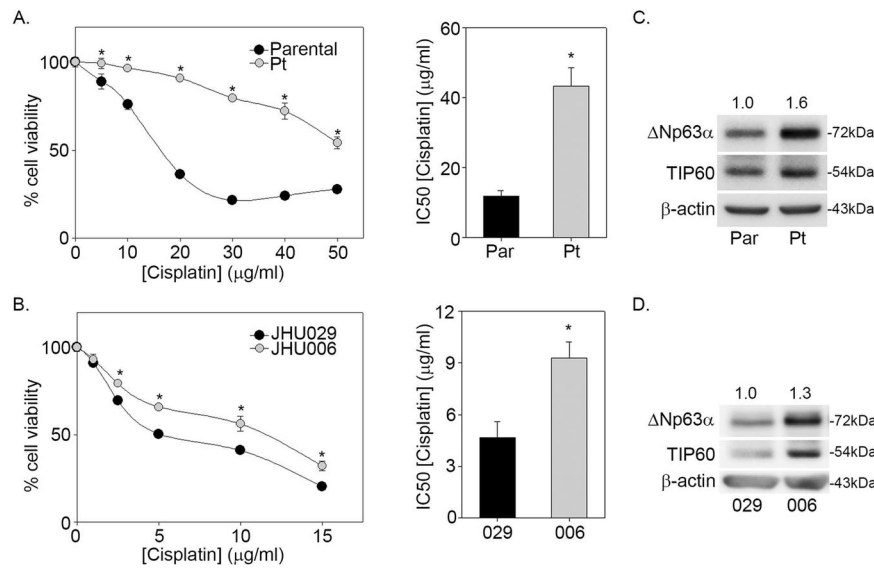 A.
% cell viability
100
50
0
Parental
Pt
* * * * * *
0 10 20 30 40 50
[Cisplatin] (μg/ml)
IC50 [Cisplatin] (μg/ml)
60
40
20
0
*
Par Pt
C.
1.0 1.6
ΔNp63α -72kDa
TIP60 -54kDa
β-actin -43kDa
Par Pt
B.
% cell viability
100
50
0
JHU029
JHU006
* * * *
0 5 10 15
[Cisplatin] (μg/ml)
IC50 [Cisplatin] (μg/ml)
12
9
6
3
0
*
029 006
D.
1.0 1.3
ΔNp63α -72kDa
TIP60 -54kDa
β-actin -43kDa
029 006